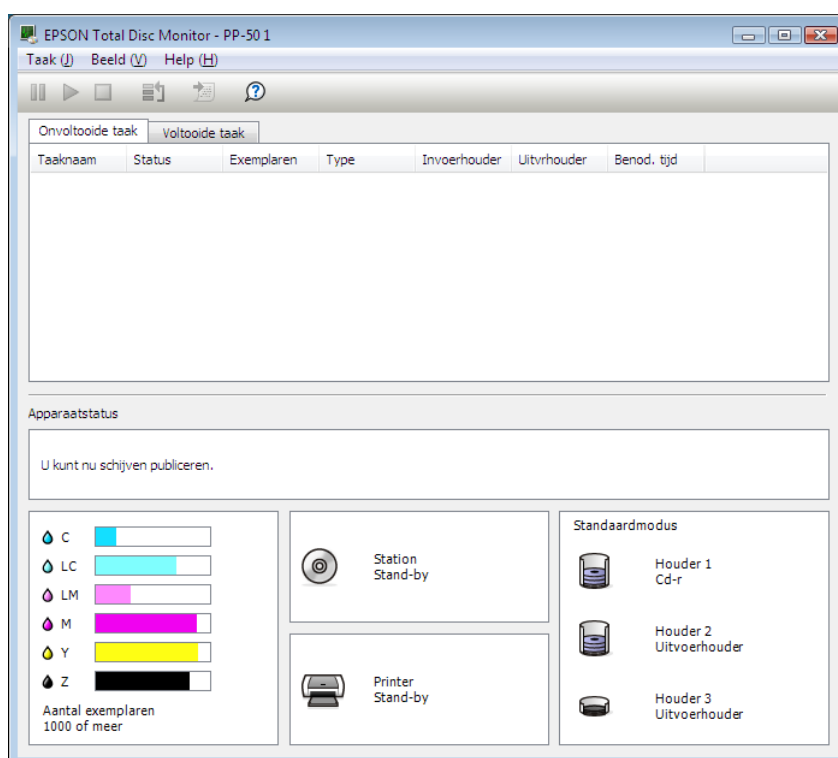 EPSON Total Disc Monitor - PP-50 1
Taak (J) Beeld (V) Help (H)
Onvoltooide taak Voltooide taak
Taaknaam Status Exemplaren Type Invoerhouder Uitvrhouder Benod. tijd
Apparaatstatus
U kunt nu schijven publiceren.
C
LC
LM
M
Y
Z
Aantal exemplaren
1000 of meer
Station
Stand-by
Printer
Stand-by
Standaardmodus
Houder 1
Cd-r
Houder 2
Uitvoerhouder
Houder 3
Uitvoerhouder